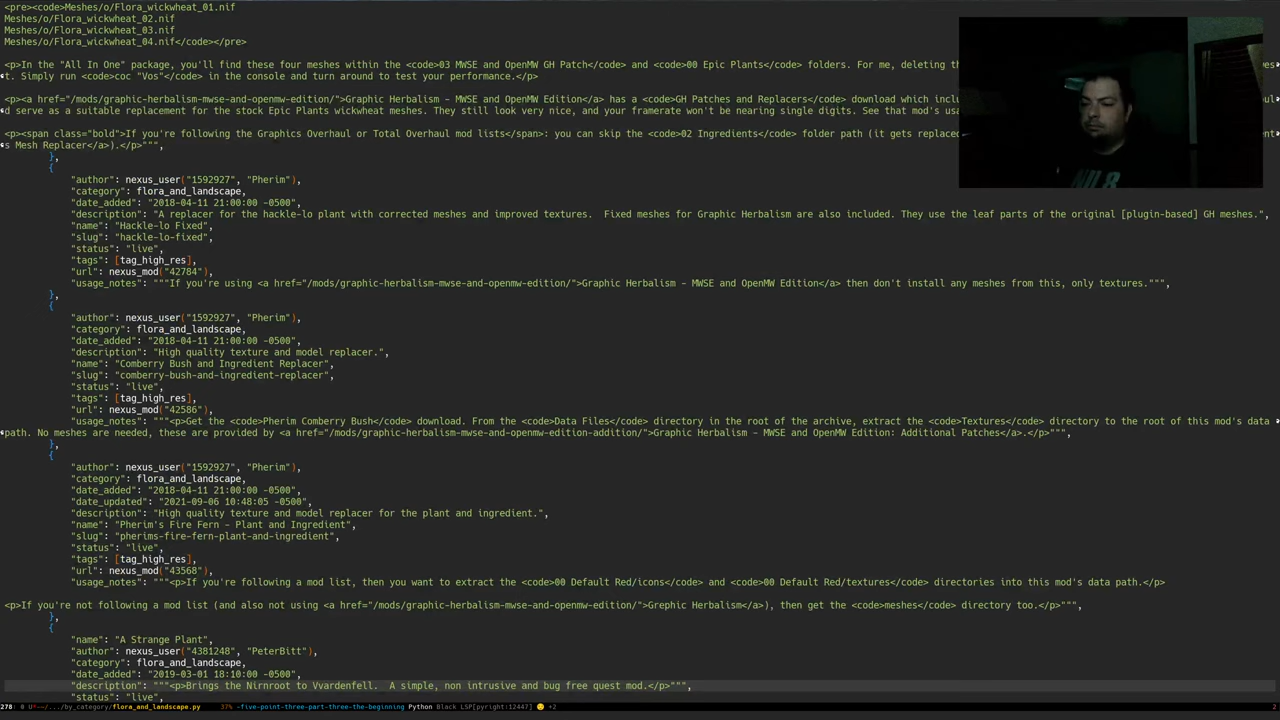 <pre><code>Meshes/o/Flora_wickwheat_01.nif
Meshes/o/Flora_wickwheat_02.nif
Meshes/o/Flora_wickwheat_03.nif
Meshes/o/Flora_wickwheat_04.nif</code></pre>
<p>In the "All In One" package, you'll find these four meshes within the <code>03 MWSE and OpenMW GH Patch</code> and <code>00 Epic Plants</code> folders. For me, deleting th
t. Simply run <code>coc "Vos"</code> in the console and turn around to test your performance.</p>
<p><a href="/mods/graphic-herbalism-mwse-and-openmw-edition/">Graphic Herbalism - MWSE and OpenMW Edition</a> has a <code>GH Patches and Replacers</code> download which inclu
d serve as a suitable replacement for the stock Epic Plants wickwheat meshes. They still look very nice, and your framerate won't be nearing single digits. See that mod's usa
<p><span class="bold">If you're following the Graphics Overhaul or Total Overhaul mod lists</span>: you can skip the <code>02 Ingredients</code> folder path (it gets replaced
s Mesh Replacer</a>).</p>""",
},
{
"author": nexus_user("1592927", "Pherim"),
"category": flora_and_landscape,
"date_added": "2018-04-11 21:00:00 -0500",
"description": "A replacer for the hackle-lo plant with corrected meshes and improved textures.  Fixed meshes for Graphic Herbalism are also included. They use the leaf parts of the original [plugin-based] GH meshes.",
"name": "Hackle-lo Fixed",
"slug": "hackle-lo-fixed",
"status": "live",
"tags": [tag_high_res],
"url": nexus_mod("42784"),
"usage_notes": """If you're using <a href="/mods/graphic-herbalism-mwse-and-openmw-edition/">Graphic Herbalism - MWSE and OpenMW Edition</a> then don't install any meshes from this, only textures.""",
},
{
"author": nexus_user("1592927", "Pherim"),
"category": flora_and_landscape,
"date_added": "2018-04-11 21:00:00 -0500",
"description": "High quality texture and model replacer.",
"name": "Comberry Bush and Ingredient Replacer",
"slug": "comberry-bush-and-ingredient-replacer",
"status": "live",
"tags": [tag_high_res],
"url": nexus_mod("42586"),
"usage_notes": """<p>Get the <code>Pherim Comberry Bush</code> download. From the <code>Data Files</code> directory in the root of the archive, extract the <code>Textures</code> directory to the root of this mod's data
path. No meshes are needed, these are provided by <a href="/mods/graphic-herbalism-mwse-and-openmw-edition-addition/">Graphic Herbalism - MWSE and OpenMW Edition: Additional Patches</a>.</p>""",
},
{
"author": nexus_user("1592927", "Pherim"),
"category": flora_and_landscape,
"date_added": "2018-04-11 21:00:00 -0500",
"date_updated": "2021-09-06 10:48:05 -0500",
"description": "High quality texture and model replacer for the plant and ingredient.",
"name": "Pherim's Fire Fern - Plant and Ingredient",
"slug": "pherims-fire-fern-plant-and-ingredient",
"status": "live",
"tags": [tag_high_res],
"url": nexus_mod("43568"),
"usage_notes": """<p>If you're following a mod list, then you want to extract the <code>00 Default Red/icons</code> and <code>00 Default Red/textures</code> directories into this mod's data path.</p>
<p>If you're not following a mod list (and also not using <a href="/mods/graphic-herbalism-mwse-and-openmw-edition/">Grephic Herbalism</a>), then get the <code>meshes</code> directory too.</p>""",
},
{
"name": "A Strange Plant",
"author": nexus_user("4381248", "PeterBitt"),
"category": flora_and_landscape,
"date_added": "2019-03-01 18:10:00 -0500",
"description": """<p>Brings the Nirnroot to Vvardenfell.  A simple, non intrusive and bug free quest mod.</p>""",
"status": "live",
278: 0 .../by_category/flora_and_landscape.py 37% -five-point-three-part-three-the-beginning Python Black LSP[pyright:12447] +2 2